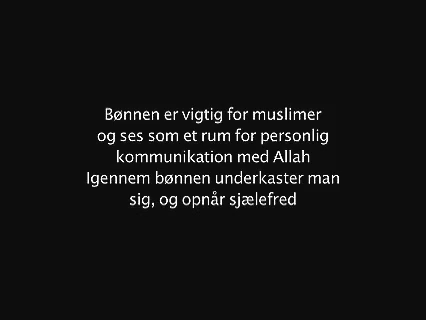 Bønnen er vigtig for muslimer
og ses som et rum for personlig
kommunikation med Allah
Igennem bønnen underkaster man
sig, og opnår sjælefred